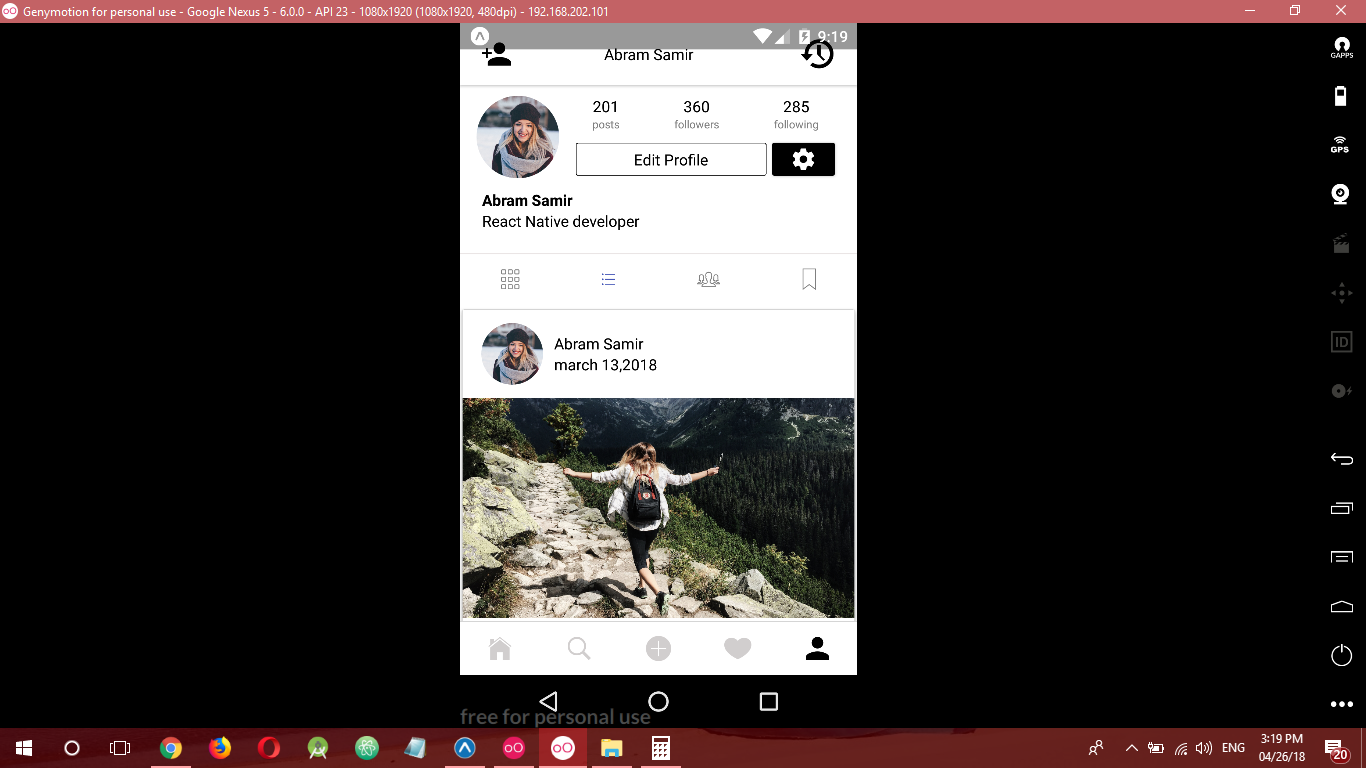 Genymotion for personal use - Google Nexus 5 - 6.0.0 - API 23 - 1080x1920 (1080x1920, 480dpi) - 192.168.202.101
9:19
GAPPS
Abram Samir
201 360 285
posts followers following
GPS
Edit Profile
Abram Samir
React Native developer
ID
Abram Samir
march 13,2018
free for personal use
ENG
3:19 PM
04/26/18
20